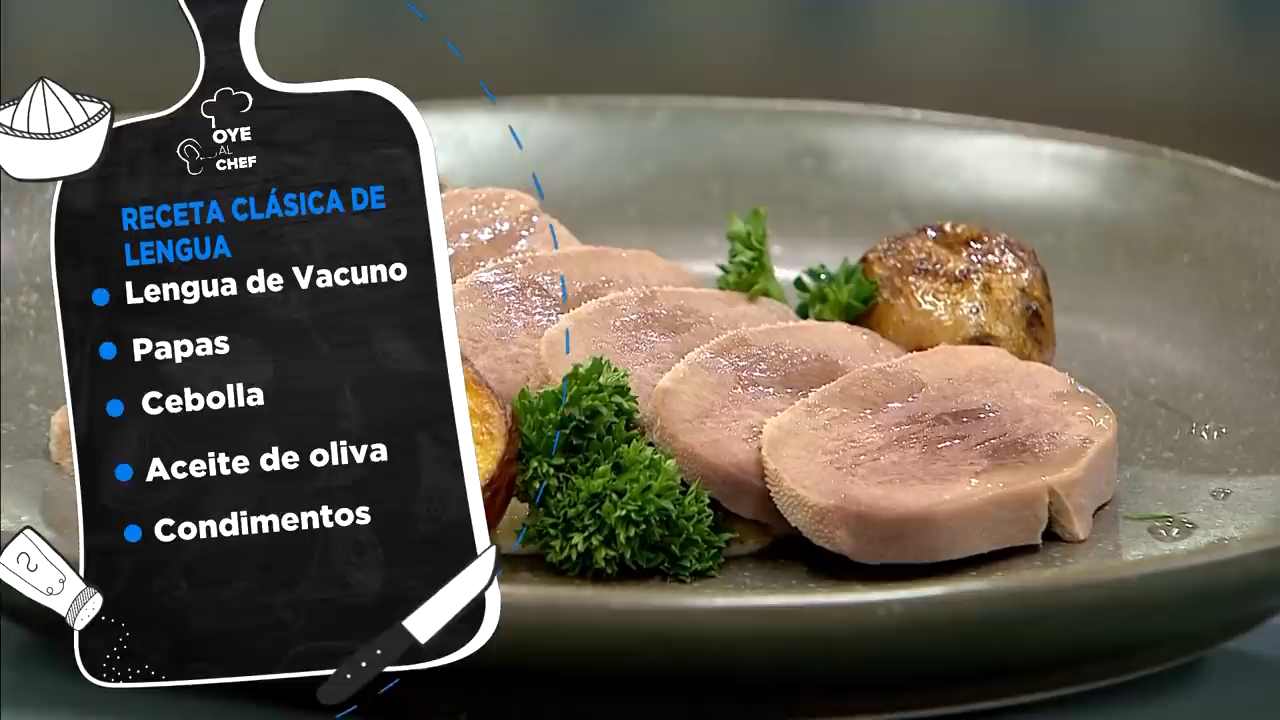 OYE
AL
CHEF
RECETA CLÁSICA DE
LENGUA
Lengua de Vacuno
Papas
Cebolla
Aceite de oliva
Condimentos